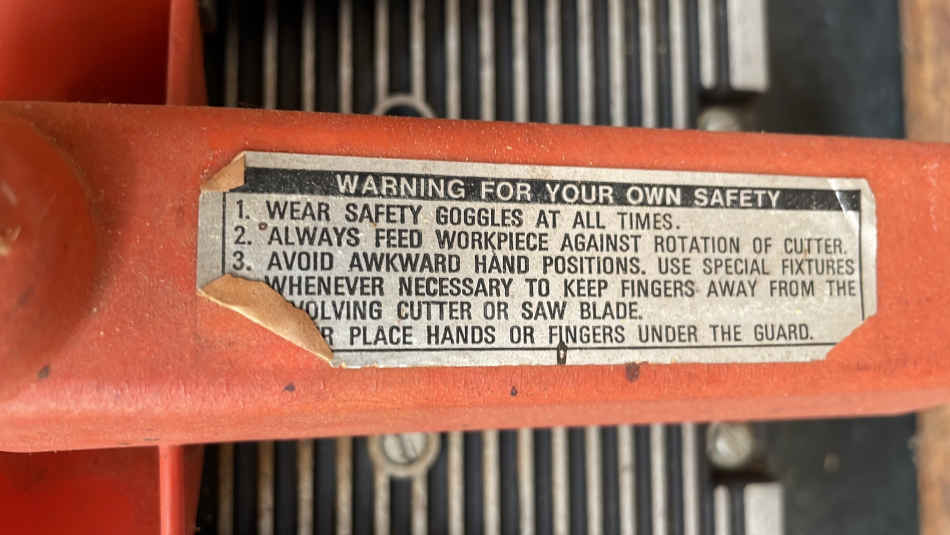 WARNING FOR YOUR OWN SAFETY
1. WEAR SAFETY GOGGLES AT ALL TIMES.
2. ALWAYS FEED WORKPIECE AGAINST ROTATION OF CUTTER.
3. AVOID AWKWARD HAND POSITIONS. USE SPECIAL FIXTURES
WHENEVER NECESSARY TO KEEP FINGERS AWAY FROM THE
CUTTER OR SAW BLADE.
PLACE HANDS OR FINGERS UNDER THE GUARD.